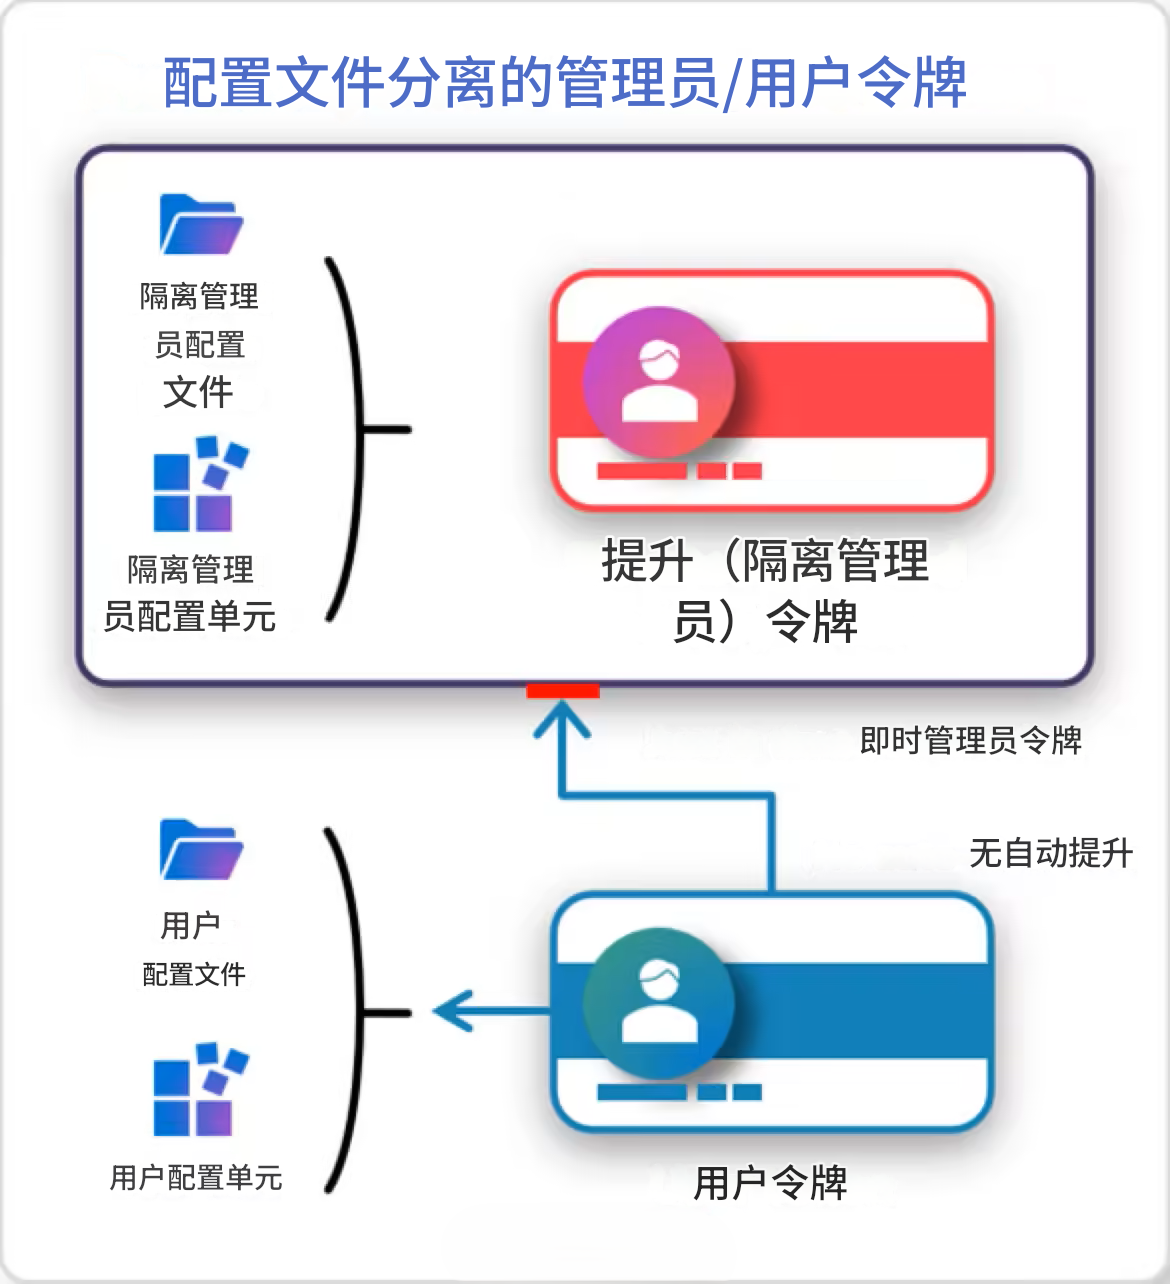 配置文件分离的管理员/用户令牌
隔离管理
员配置
文件
隔离管理
员配置单元
提升（隔离管理
员）令牌
即时管理员令牌
无自动提升
用户
配置文件
用户配置单元
用户令牌